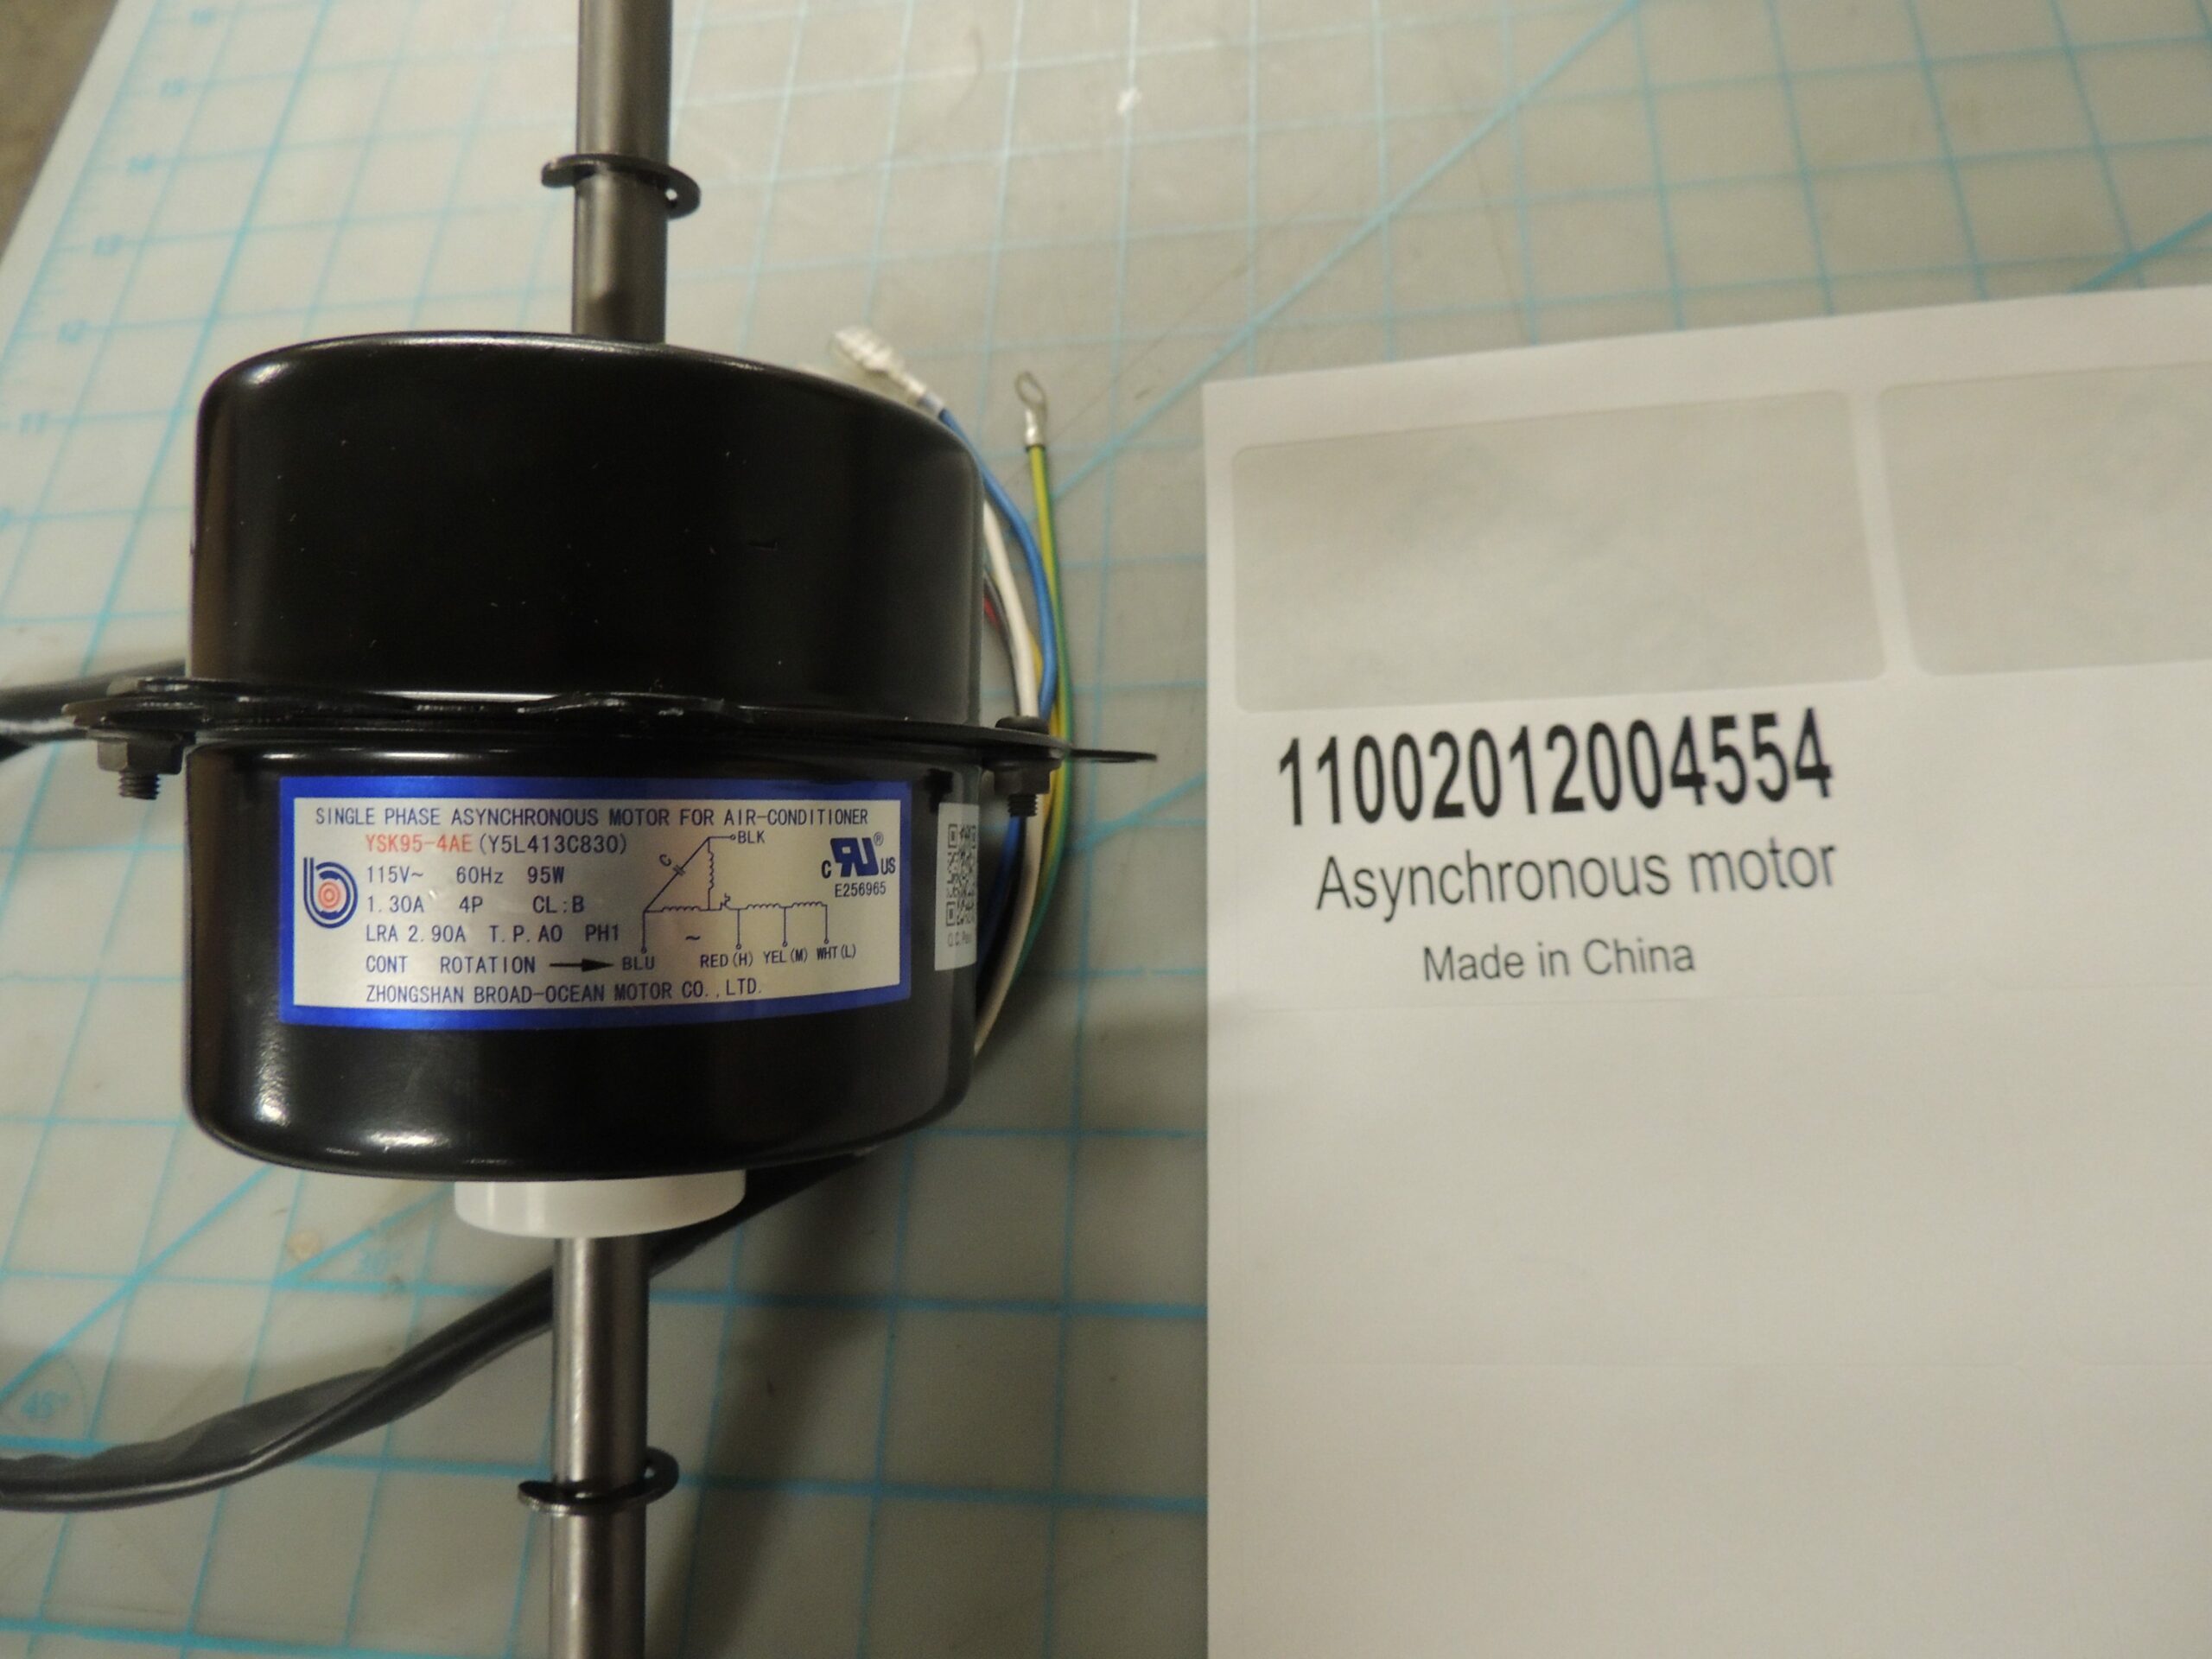 SINGLE PHASE ASYNCHRONOUS MOTOR FOR AIR-CONDITIONER
YSK95-4AE (Y5L413C830)
115V~ 60Hz 95W
1.30A 4P CL:B
LRA 2.90A T.P.AO PH1
CONT ROTATION
ZHONGSHAN BROAD-OCEAN MOTOR CO.,LTD.
C
BLK
~
BLU
RED(H) YEL(M) WHT(L)
c RU ® US
E256965
11002012004554
Asynchronous motor
Made in China
45°